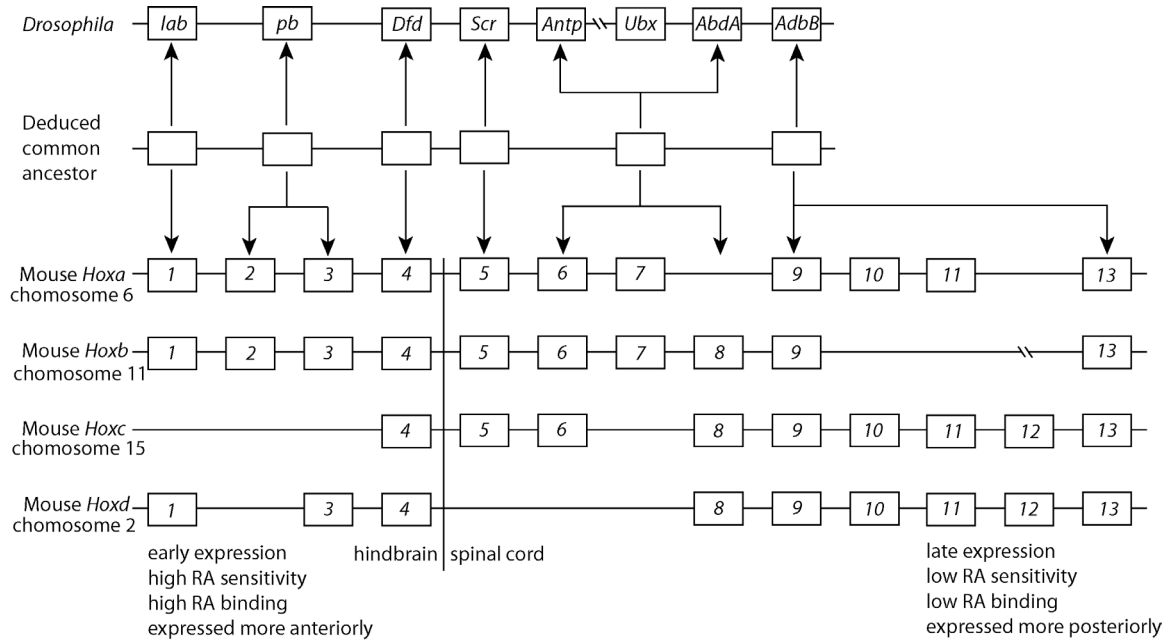 Drosophila lab pb Dfd Scr Antp Ubx AbdA AdbB
Deduced
common
ancestor
Mouse Hoxa 1 2 3 4 5 6 7 9 10 11 13
chromosome 6
Mouse Hoxb 1 2 3 4 5 6 7 8 9 13
chromosome 11
Mouse Hoxc 4 5 6 8 9 10 11 12 13
chromosome 15
Mouse Hoxd 1 3 4 8 9 10 11 12 13
chromosome 2
hindbrain spinal cord
early expression
high RA sensitivity
high RA binding
expressed more anteriorly
late expression
low RA sensitivity
low RA binding
expressed more posteriorly